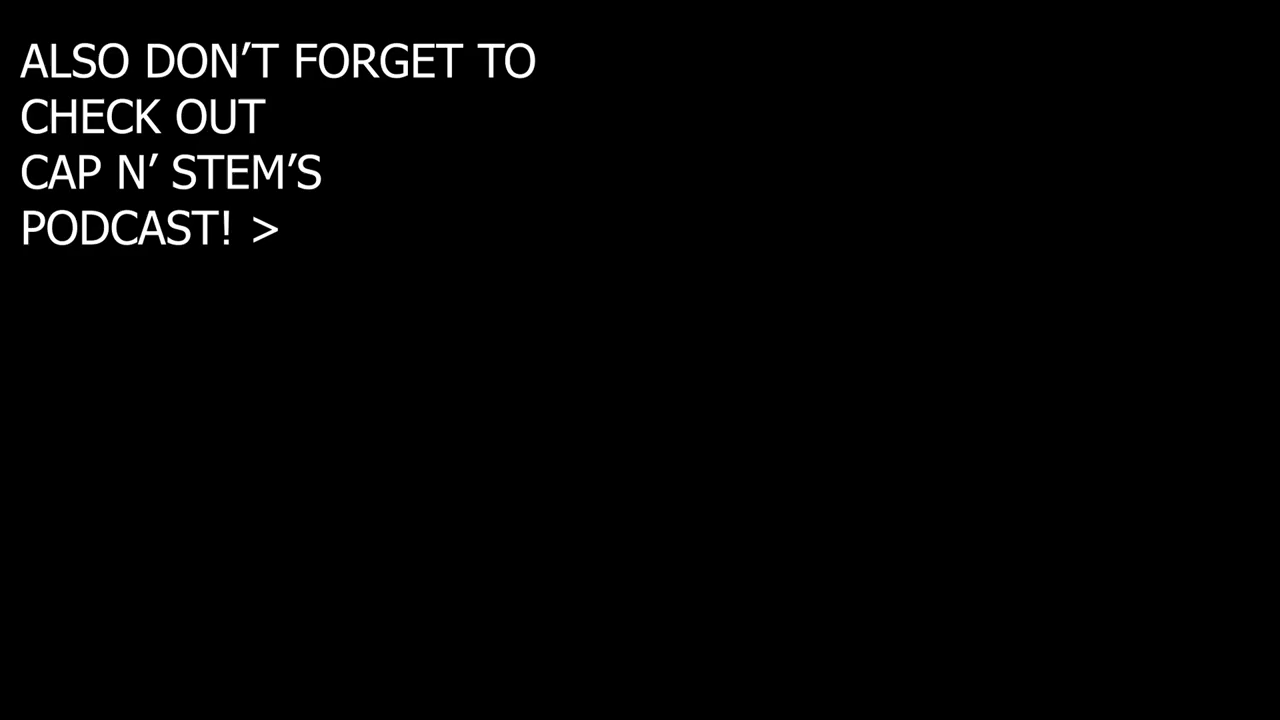 ALSO DON’T FORGET TO
CHECK OUT
CAP N’ STEM’S
PODCAST! >